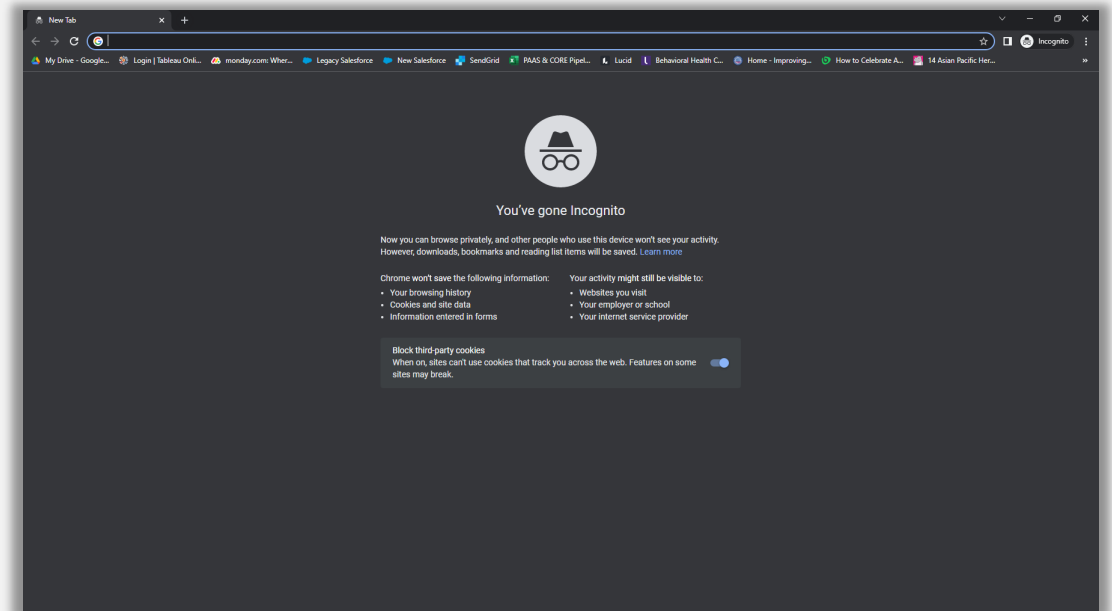 New Tab
Incognito
My Drive - Google... Login | Tableau Onli... monday.com: Wher... Legacy Salesforce New Salesforce SendGrid PAAS & CORE Pipel... Lucid Behavioral Health C... Home - Improving... How to Celebrate A... 14 Asian Pacific Her... »
You've gone Incognito
Now you can browse privately, and other people who use this device won't see your activity.
However, downloads, bookmarks and reading list items will be saved. Learn more
Chrome won't save the following information:
• Your browsing history
• Cookies and site data
• Information entered in forms
Your activity might still be visible to:
• Websites you visit
• Your employer or school
• Your internet service provider
Block third-party cookies
When on, sites can't use cookies that track you across the web. Features on some
sites may break.